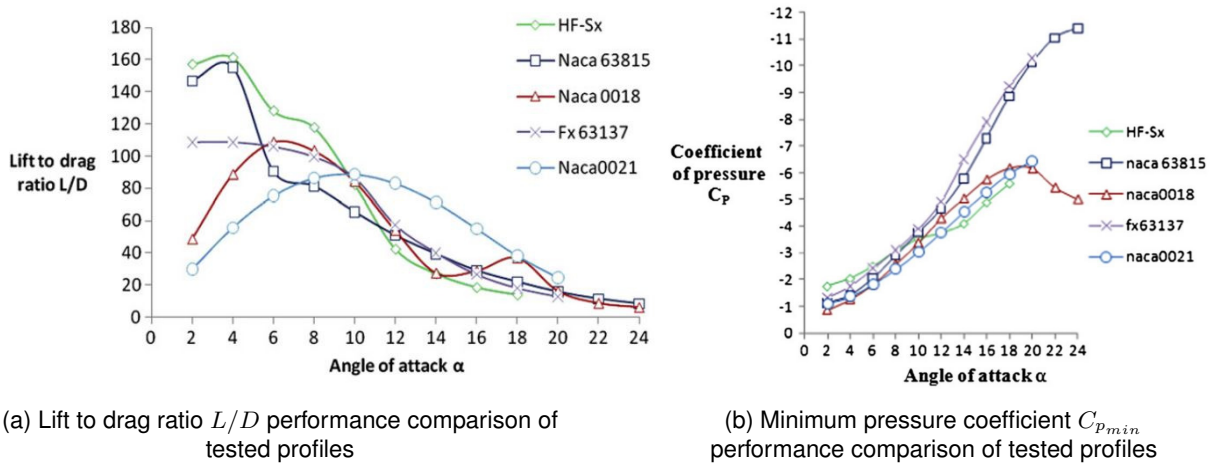 180
160
140
120
100
80
60
40
20
0
Lift to drag
ratio L/D
0 2 4 6 8 10 12 14 16 18 20 22 24
Angle of attack α
HF-Sx
Naca 63815
Naca 0018
Fx 63137
Naca0021
-12
-11
-10
-9
-8
-7
-6
-5
-4
-3
-2
-1
0
Coefficient
of pressure
CP
0 2 4 6 8 10 12 14 16 18 20 22 24
Angle of attack α
HF-Sx
naca 63815
naca0018
fx63137
naca0021
(a) Lift to drag ratio L/D performance comparison of
tested profiles
(b) Minimum pressure coefficient Cpmin
performance comparison of tested profiles